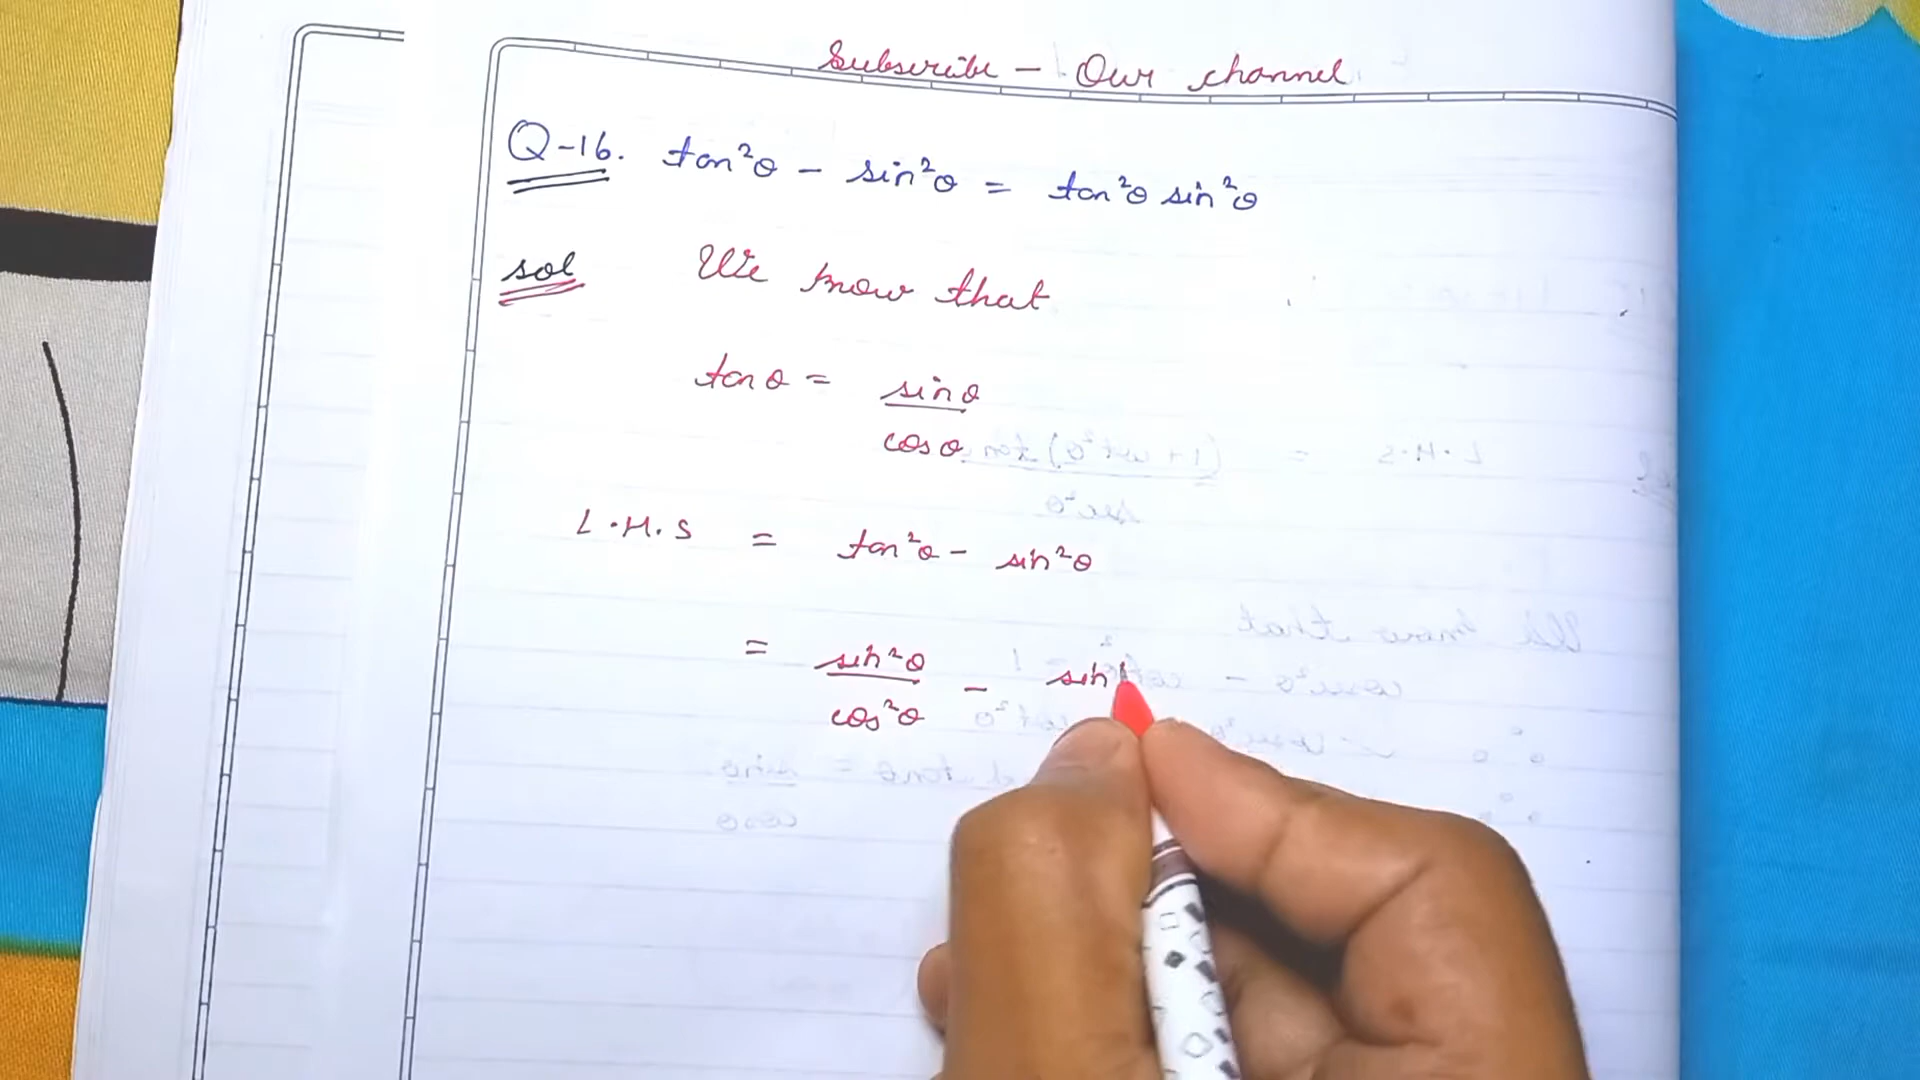 Subscribe - Our channel
Q-16. tan²θ - sin²θ = tan²θ sin²θ
sol We know that
tan θ = sin θ
cos θ
L.H.S = tan²θ - sin²θ
= sin²θ / cos²θ - sin